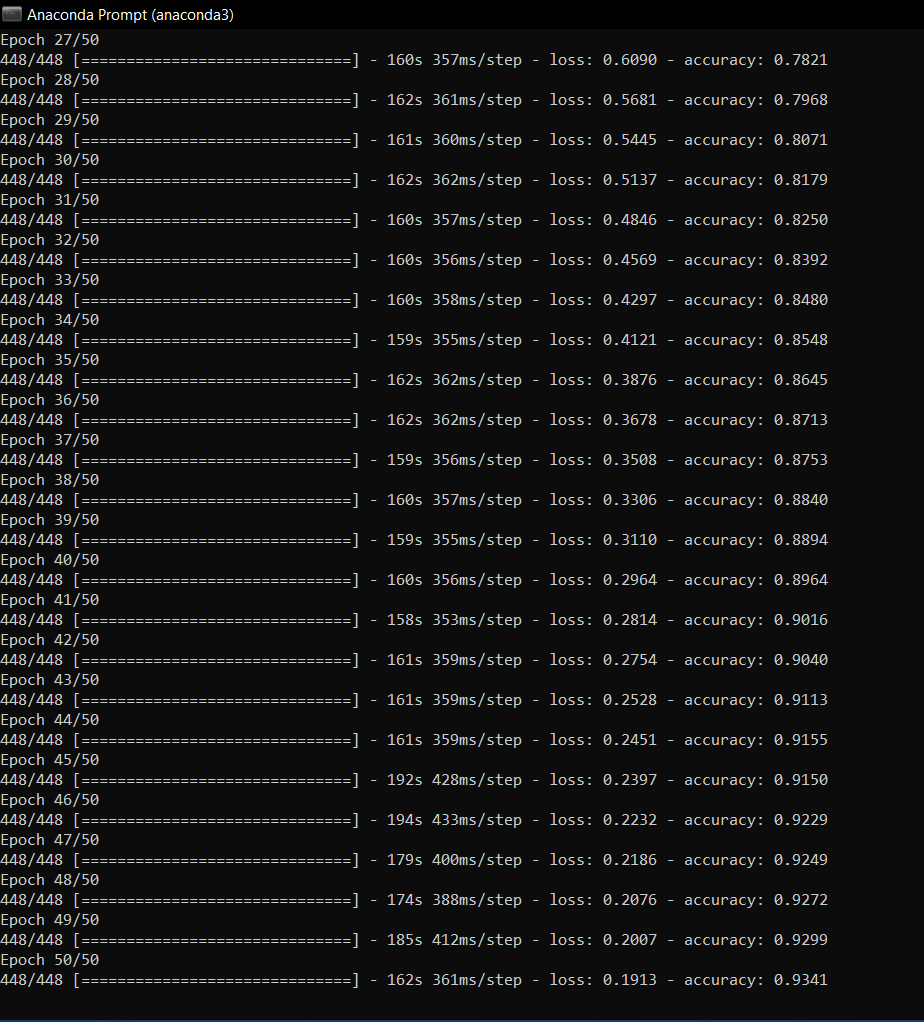 Anaconda Prompt (anaconda3)
Epoch 27/50
448/448 [==============================] - 160s 357ms/step - loss: 0.6090 - accuracy: 0.7821
Epoch 28/50
448/448 [==============================] - 162s 361ms/step - loss: 0.5681 - accuracy: 0.7968
Epoch 29/50
448/448 [==============================] - 161s 360ms/step - loss: 0.5445 - accuracy: 0.8071
Epoch 30/50
448/448 [==============================] - 162s 362ms/step - loss: 0.5137 - accuracy: 0.8179
Epoch 31/50
448/448 [==============================] - 160s 357ms/step - loss: 0.4846 - accuracy: 0.8250
Epoch 32/50
448/448 [==============================] - 160s 356ms/step - loss: 0.4569 - accuracy: 0.8392
Epoch 33/50
448/448 [==============================] - 160s 358ms/step - loss: 0.4297 - accuracy: 0.8480
Epoch 34/50
448/448 [==============================] - 159s 355ms/step - loss: 0.4121 - accuracy: 0.8548
Epoch 35/50
448/448 [==============================] - 162s 362ms/step - loss: 0.3876 - accuracy: 0.8645
Epoch 36/50
448/448 [==============================] - 162s 362ms/step - loss: 0.3678 - accuracy: 0.8713
Epoch 37/50
448/448 [==============================] - 159s 356ms/step - loss: 0.3508 - accuracy: 0.8753
Epoch 38/50
448/448 [==============================] - 160s 357ms/step - loss: 0.3306 - accuracy: 0.8840
Epoch 39/50
448/448 [==============================] - 159s 355ms/step - loss: 0.3110 - accuracy: 0.8894
Epoch 40/50
448/448 [==============================] - 160s 356ms/step - loss: 0.2964 - accuracy: 0.8964
Epoch 41/50
448/448 [==============================] - 158s 353ms/step - loss: 0.2814 - accuracy: 0.9016
Epoch 42/50
448/448 [==============================] - 161s 359ms/step - loss: 0.2754 - accuracy: 0.9040
Epoch 43/50
448/448 [==============================] - 161s 359ms/step - loss: 0.2528 - accuracy: 0.9113
Epoch 44/50
448/448 [==============================] - 161s 359ms/step - loss: 0.2451 - accuracy: 0.9155
Epoch 45/50
448/448 [==============================] - 192s 428ms/step - loss: 0.2397 - accuracy: 0.9150
Epoch 46/50
448/448 [==============================] - 194s 433ms/step - loss: 0.2232 - accuracy: 0.9229
Epoch 47/50
448/448 [==============================] - 179s 400ms/step - loss: 0.2186 - accuracy: 0.9249
Epoch 48/50
448/448 [==============================] - 174s 388ms/step - loss: 0.2076 - accuracy: 0.9272
Epoch 49/50
448/448 [==============================] - 185s 412ms/step - loss: 0.2007 - accuracy: 0.9299
Epoch 50/50
448/448 [==============================] - 162s 361ms/step - loss: 0.1913 - accuracy: 0.9341